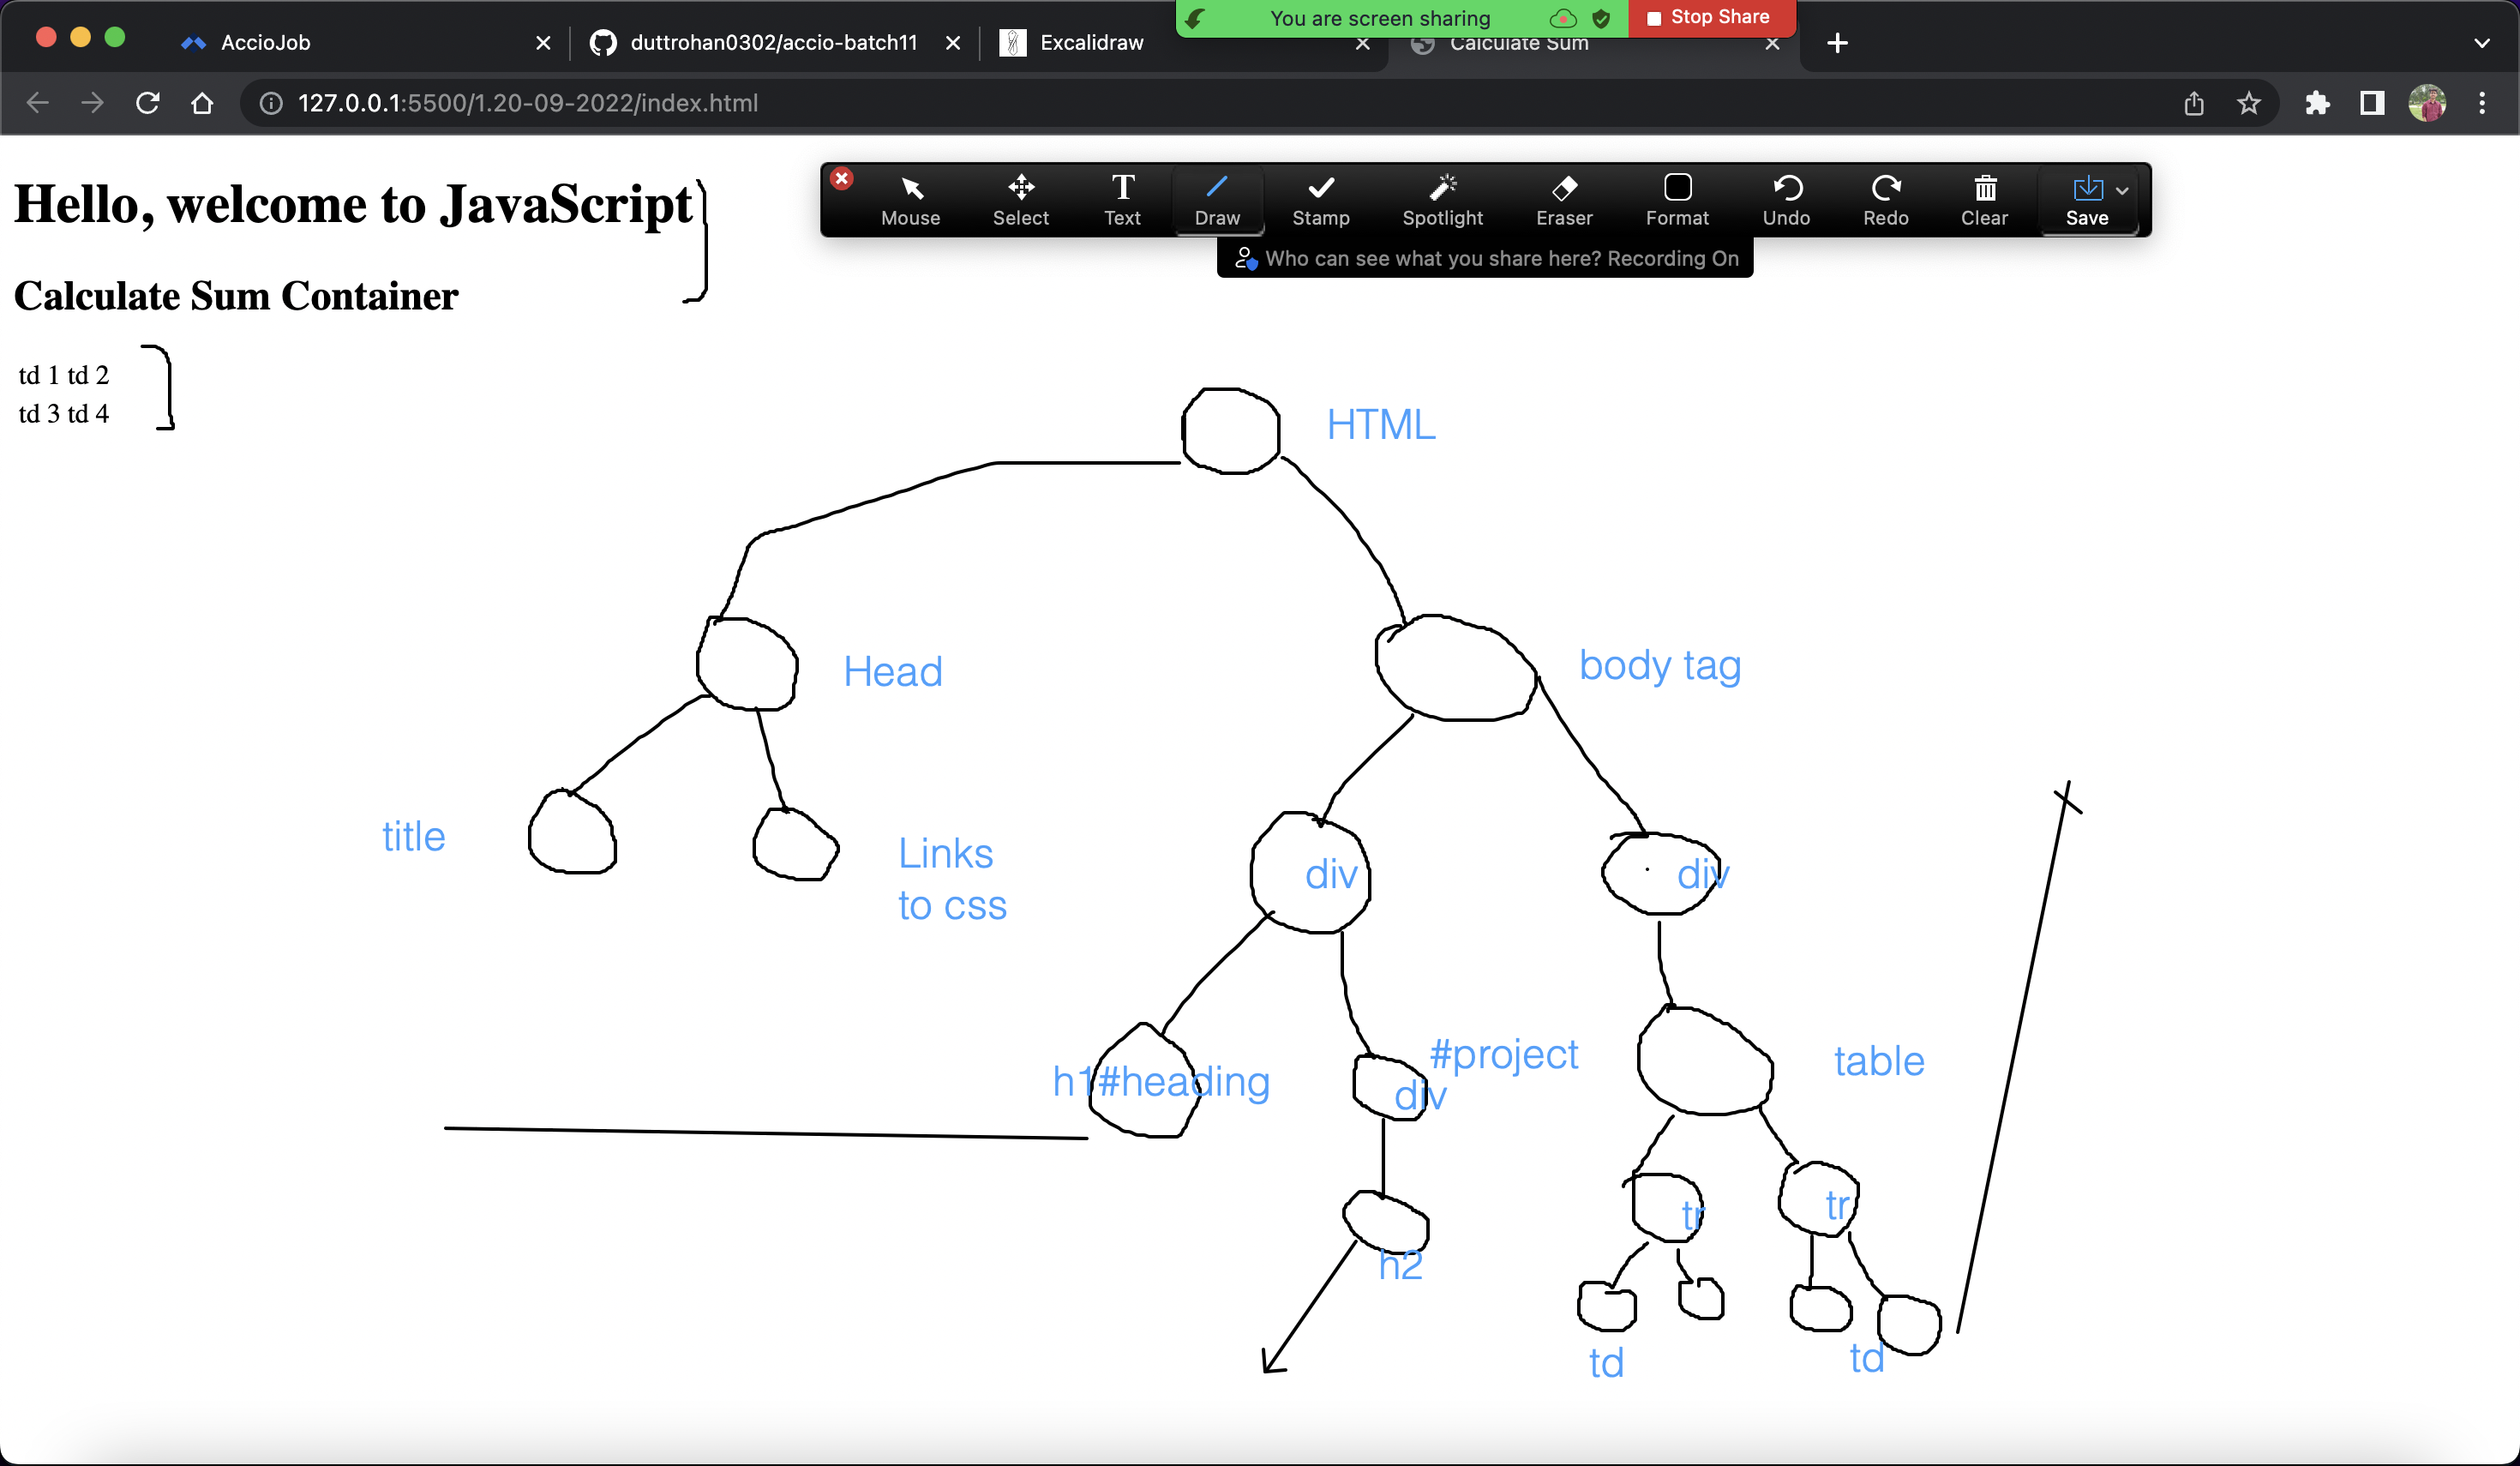 You are screen sharing
Stop Share
AccioJob
duttrohan0302/accio-batch11
Excalidraw
Calculate Sum
127.0.0.1:5500/1.20-09-2022/index.html
Mouse
Select
Text
Draw
Stamp
Spotlight
Eraser
Format
Undo
Redo
Clear
Save
Who can see what you share here? Recording On
Hello, welcome to JavaScript
Calculate Sum Container
td 1 td 2
td 3 td 4
HTML
Head
body tag
title
Links
to css
div
div
h1#heading
#project
div
table
tr
tr
h2
td
td